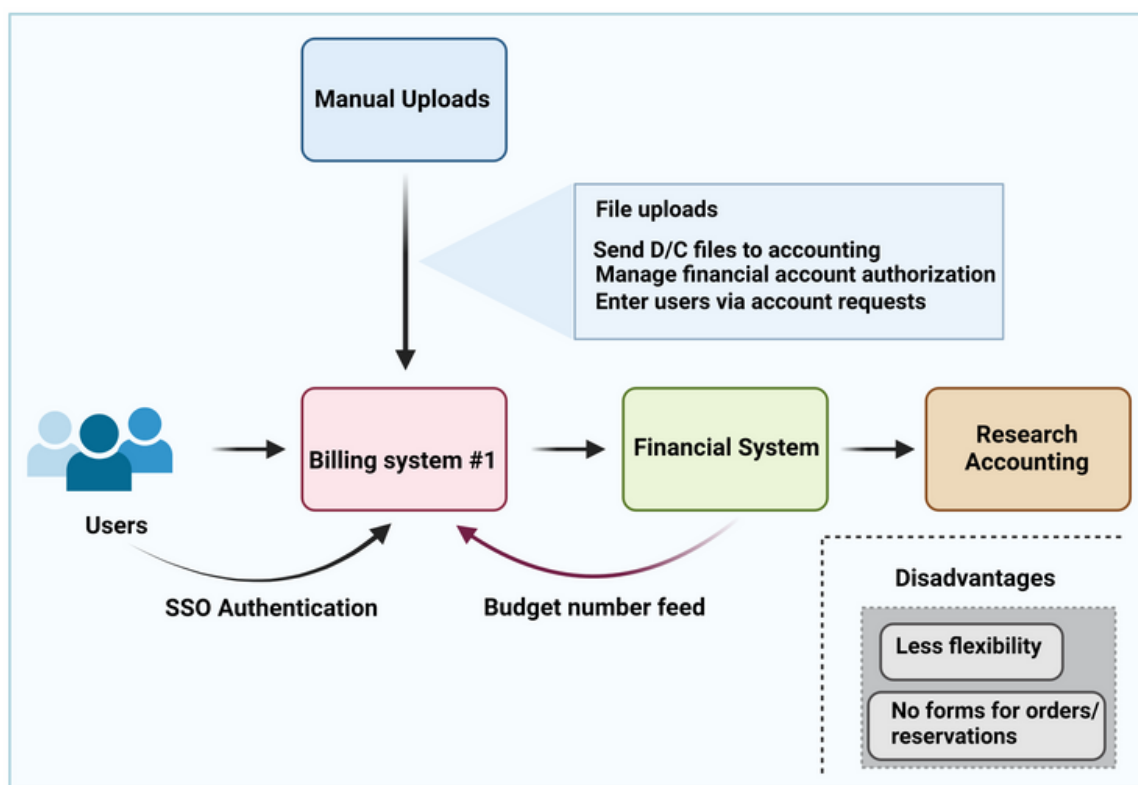 Manual Uploads
File uploads
Send D/C files to accounting
Manage financial account authorization
Enter users via account requests
Users
Billing system #1
Financial System
Research
Accounting
SSO Authentication
Budget number feed
Disadvantages
Less flexibility
No forms for orders/
reservations